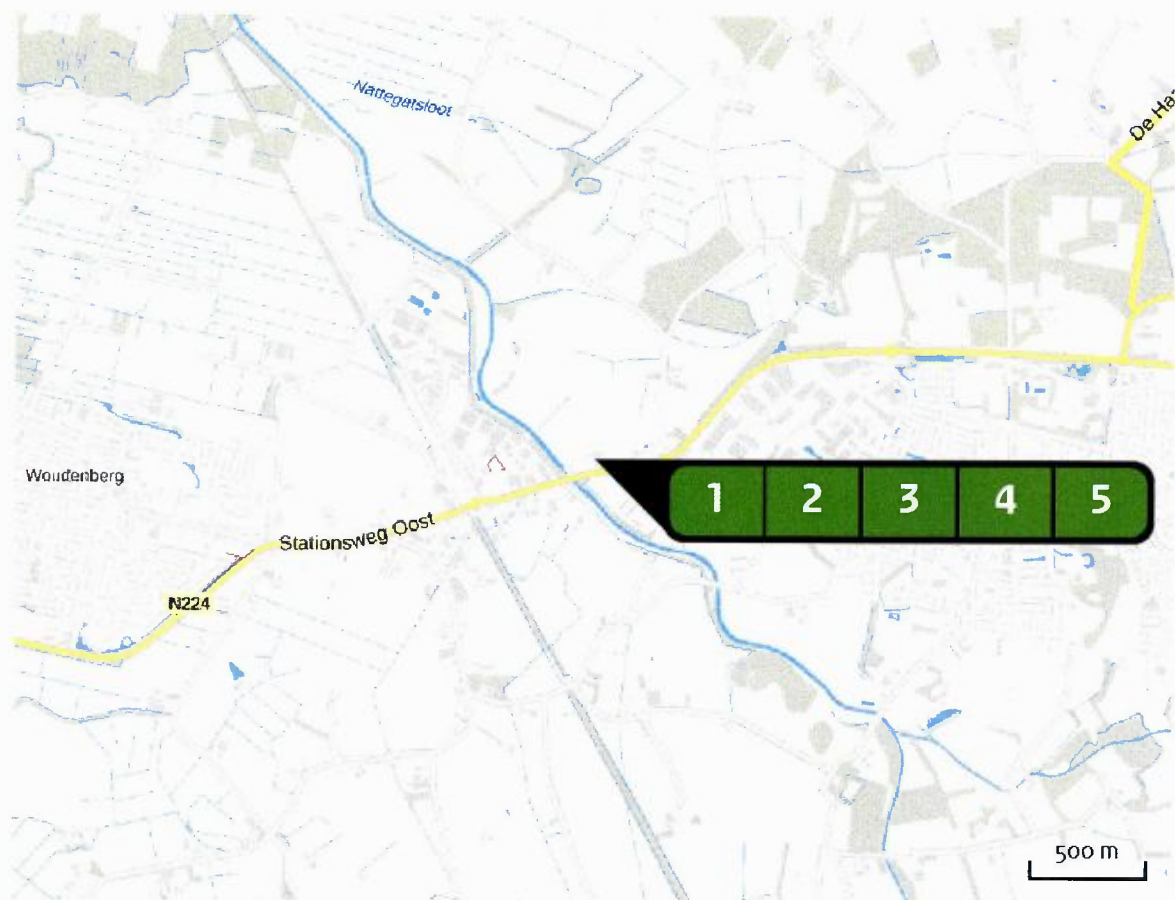 Nattegatsloot
De Ha
Woudenberg
1 2 3 4 5
Stationsweg Oost
N224
500 m